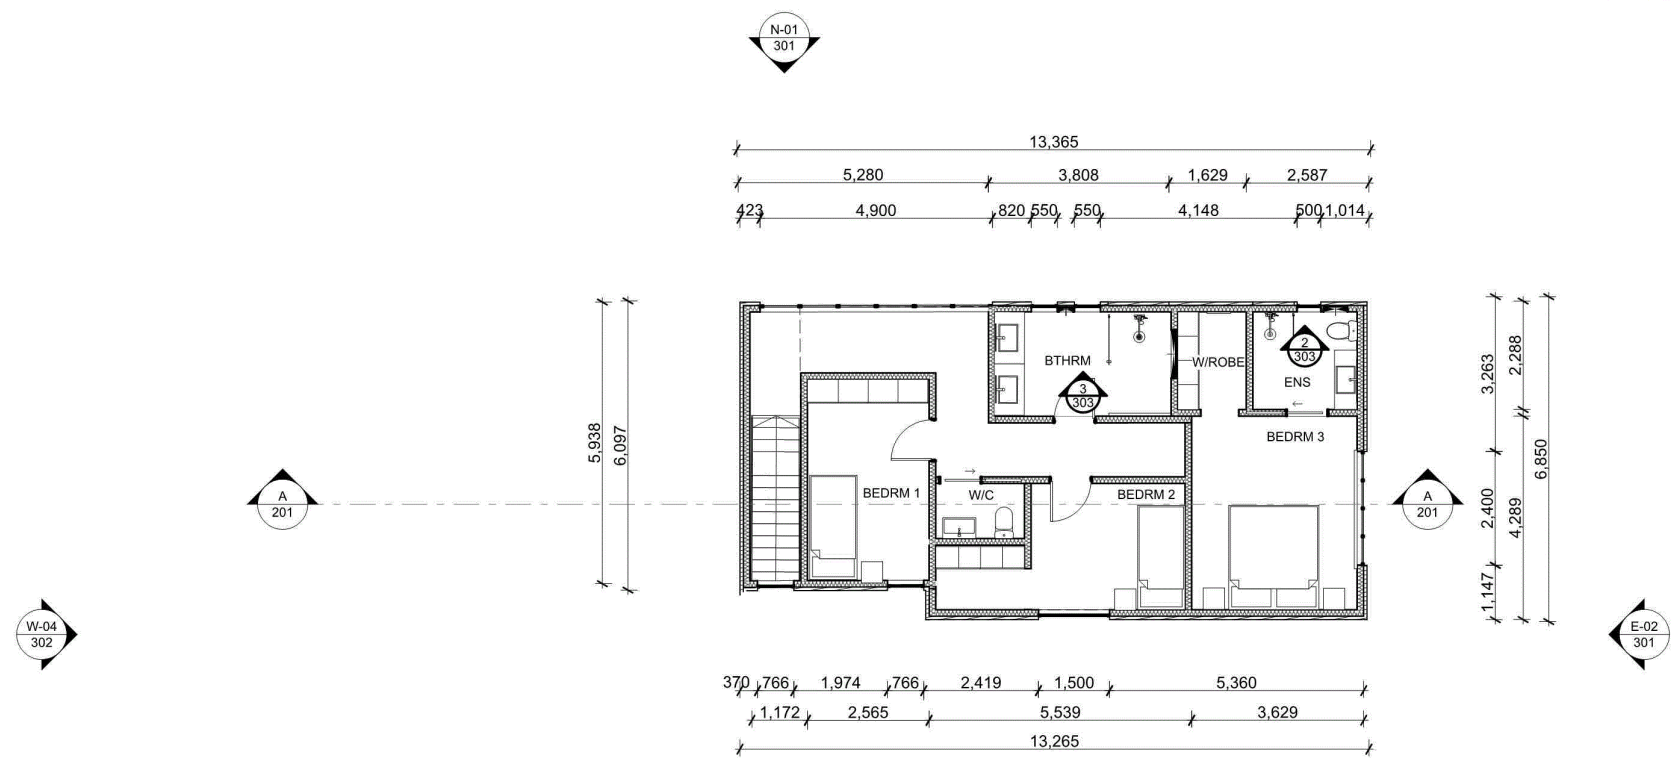 N-01
301
13,365
5,280 3,808 1,629 2,587
423 4,900 820 550 550 4,148 500 1,014
5,938
6,097
3,263
2,288
2,400
4,289
6,850
1,147
BTHRM
W/ROBE
2
303
ENS
3
303
BEDRM 3
BEDRM 1
W/C
BEDRM 2
A
201
A
201
W-04
302
E-02
301
370 766 1,974 766 2,419 1,500 5,360
1,172 2,565 5,539 3,629
13,265